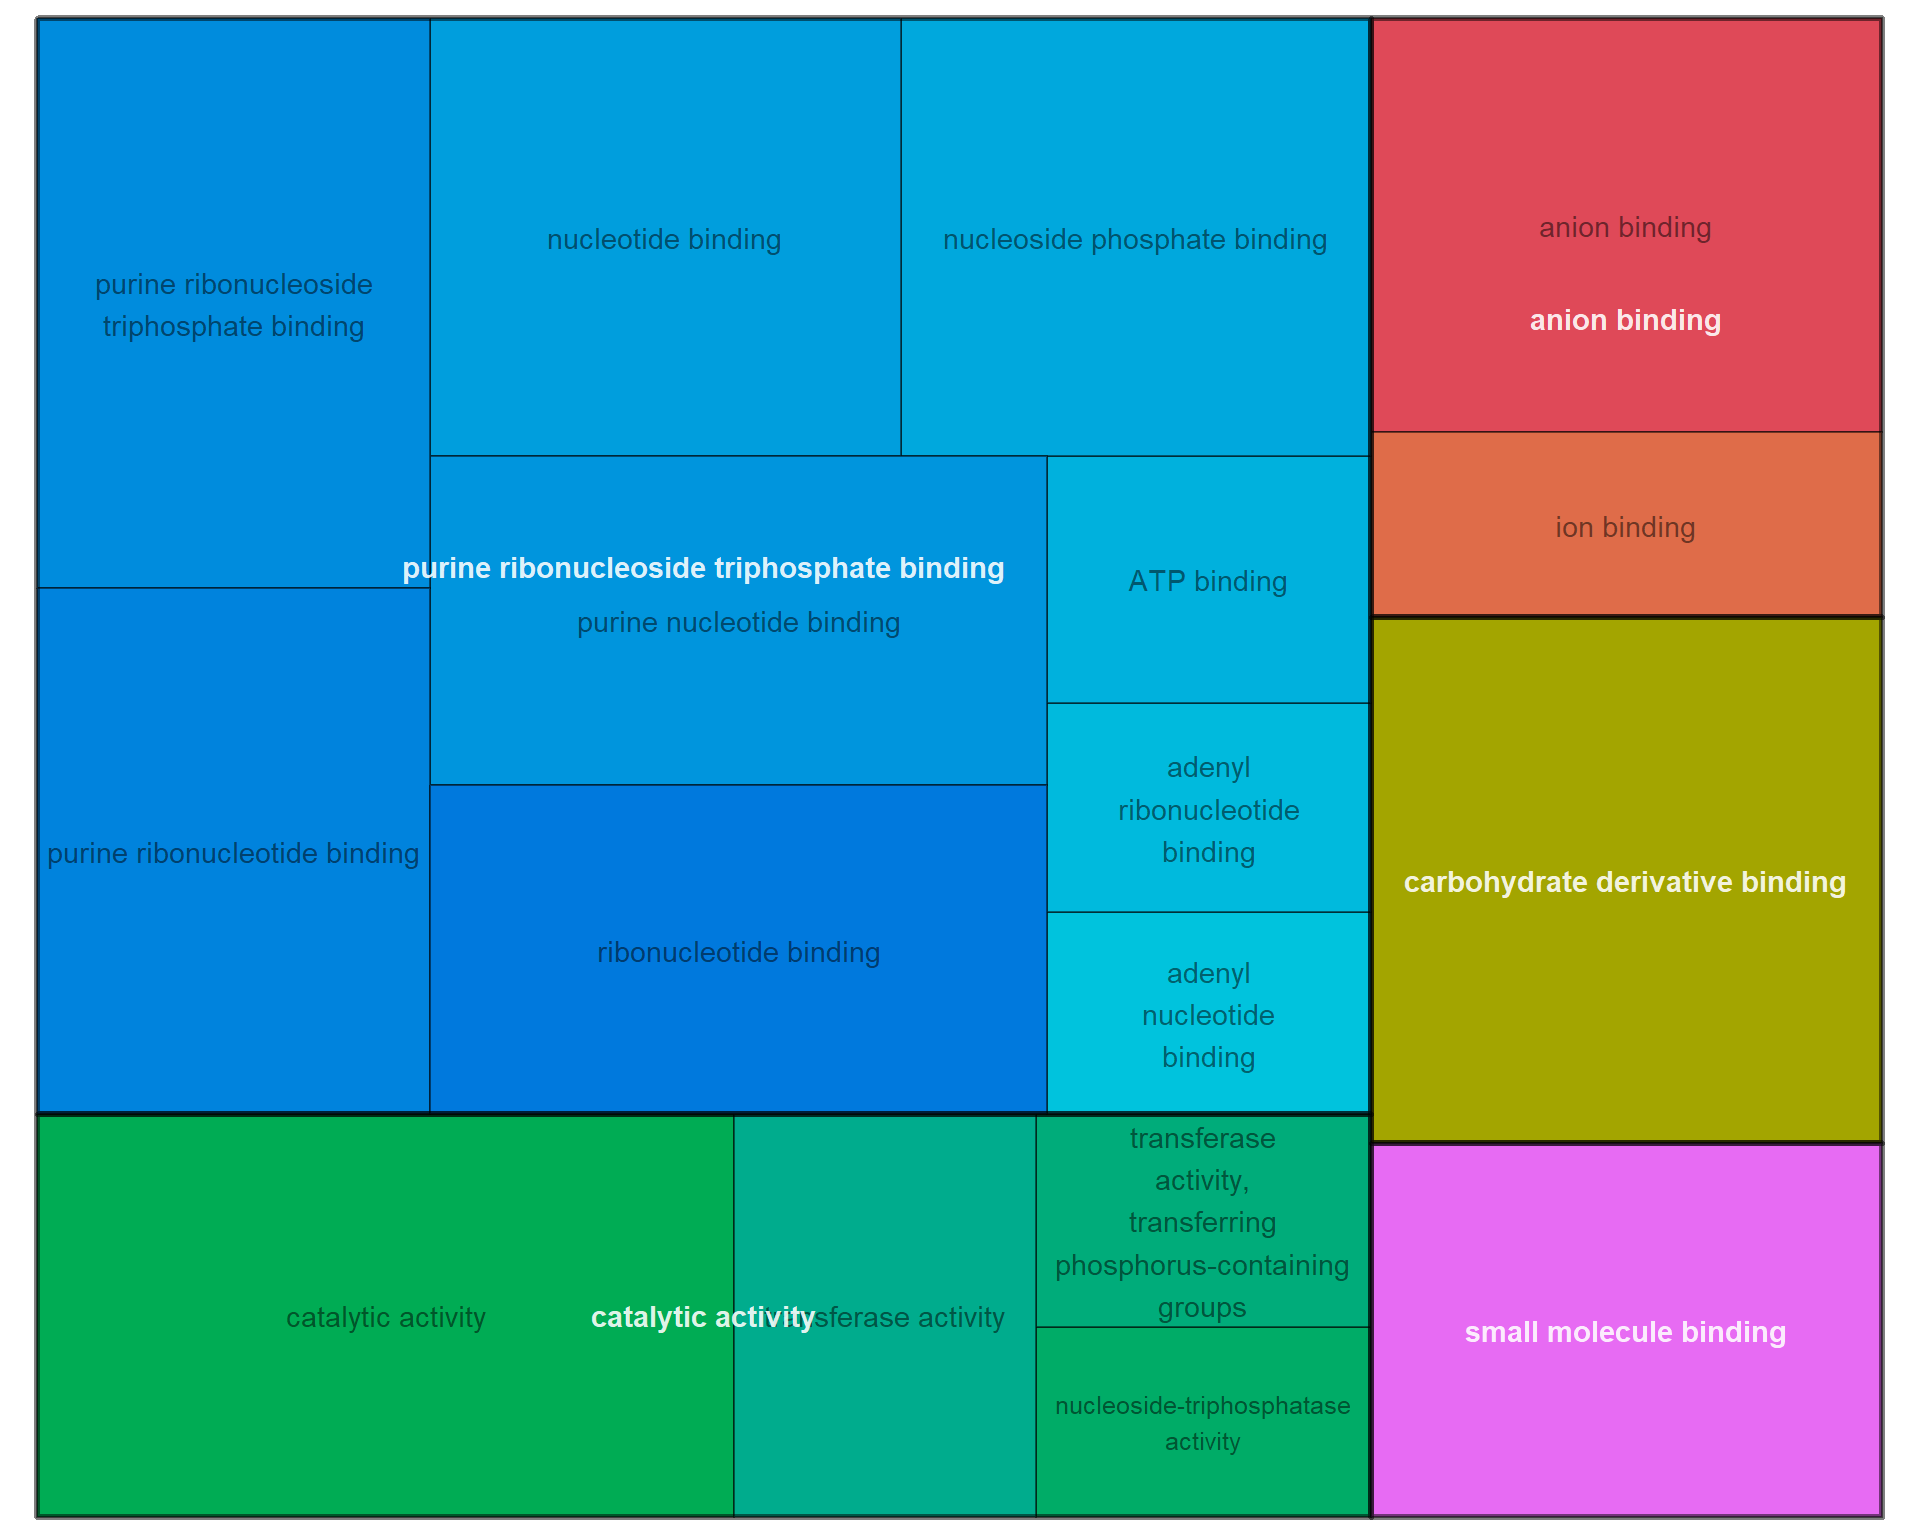 purine ribonucleoside
triphosphate binding
nucleotide binding
nucleoside phosphate binding
anion binding
anion binding
ion binding
purine ribonucleoside triphosphate binding
purine nucleotide binding
ATP binding
adenyl
ribonucleotide
binding
purine ribonucleotide binding
ribonucleotide binding
adenyl
nucleotide
binding
carbohydrate derivative binding
catalytic activity
catalytic activity
transferase activity
transferase
activity,
transferring
phosphorus-containing
groups
nucleoside-triphosphatase
activity
small molecule binding